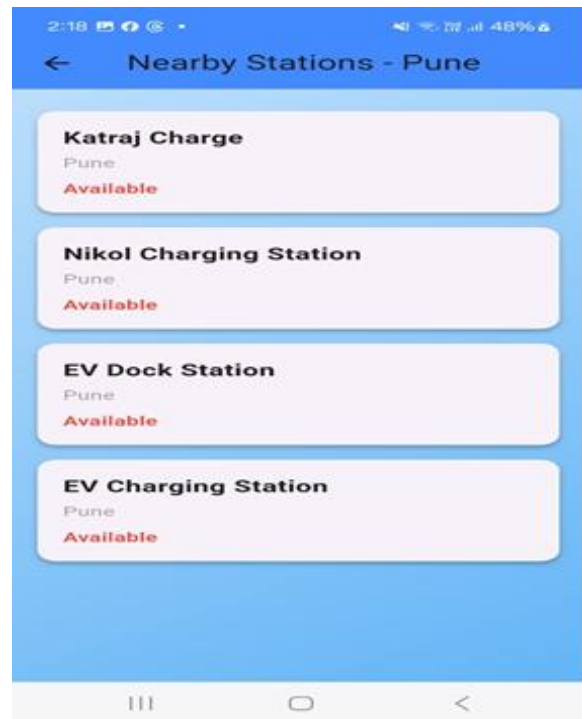 2:18 48%
Nearby Stations - Pune
Katraj Charge
Pune
Available
Nikol Charging Station
Pune
Available
EV Dock Station
Pune
Available
EV Charging Station
Pune
Available